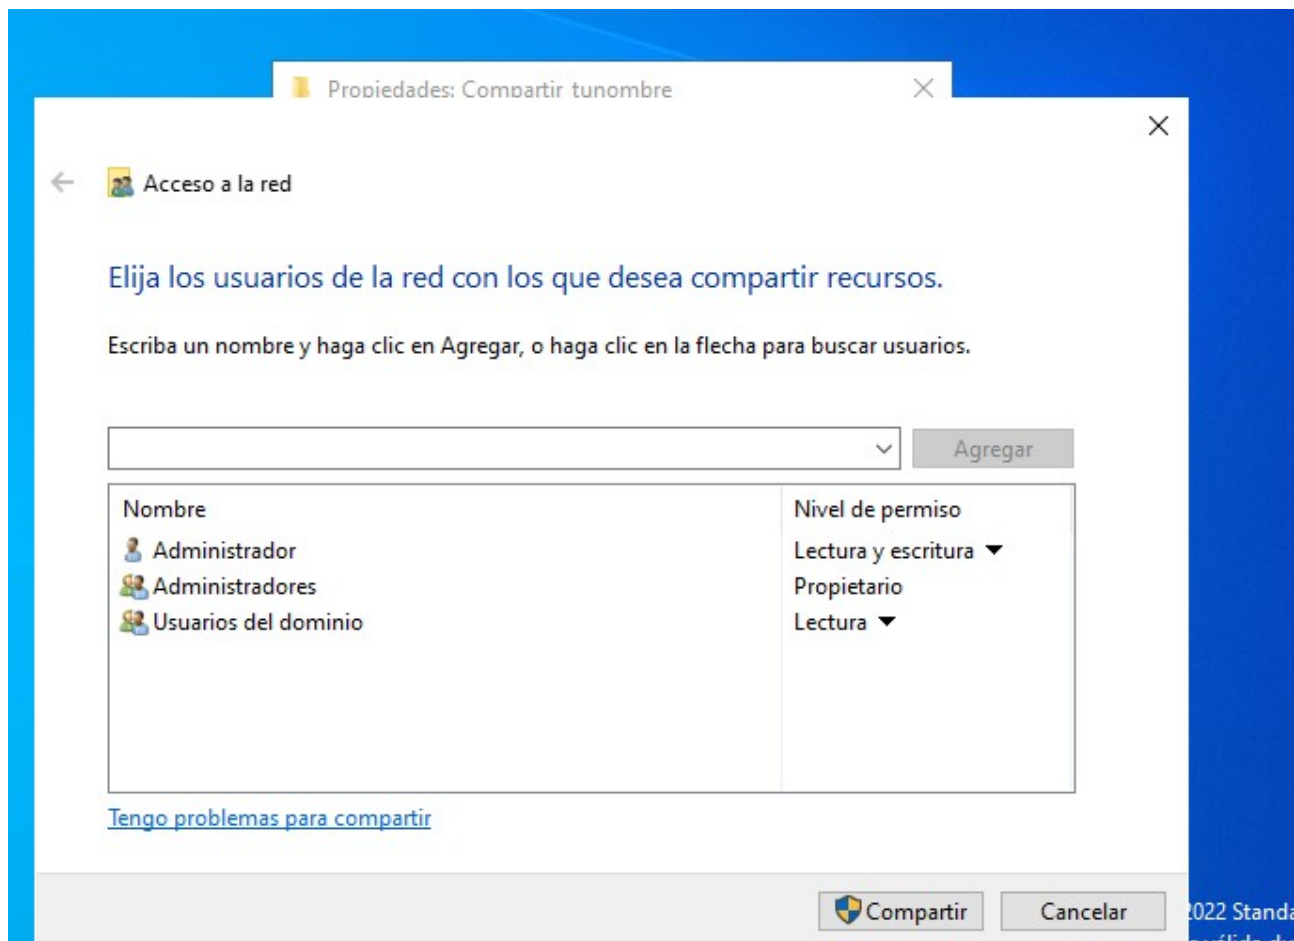 Propiedades: Compartir tunombre
Acceso a la red
Elija los usuarios de la red con los que desea compartir recursos.
Escriba un nombre y haga clic en Agregar, o haga clic en la flecha para buscar usuarios.
Agregar
Nombre Nivel de permiso
Administrador Lectura y escritura
Administradores Propietario
Usuarios del dominio Lectura
Tengo problemas para compartir
Compartir Cancelar
2022 Standa